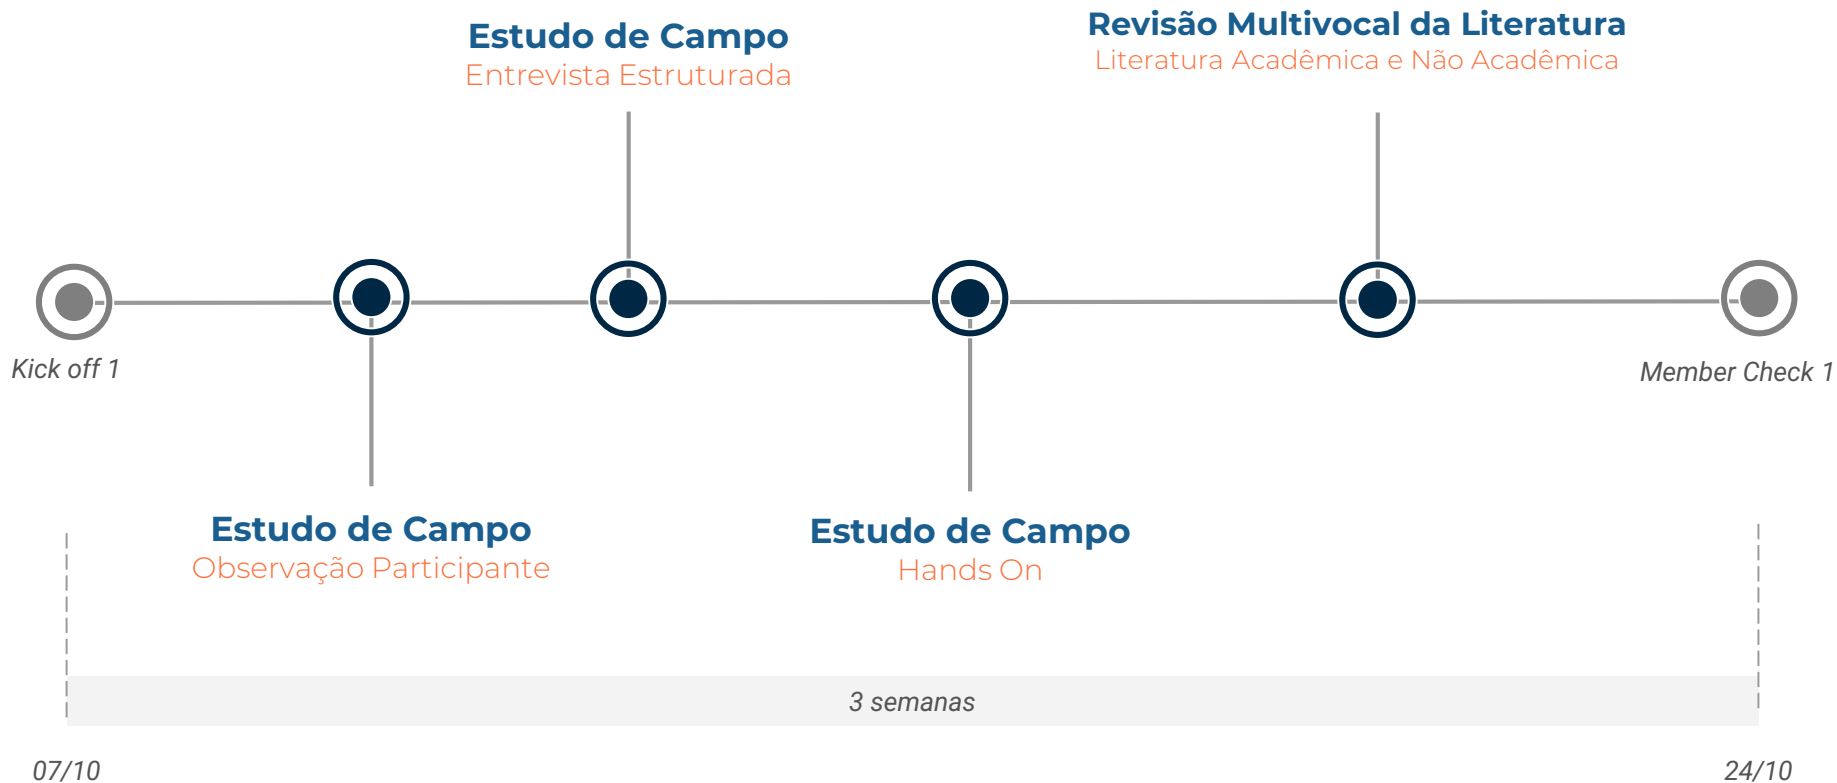 Estudo de Campo
Entrevista Estruturada
Revisão Multivocal da Literatura
Literatura Acadêmica e Não Acadêmica
Kick off 1
Member Check 1
Estudo de Campo
Observação Participante
Estudo de Campo
Hands On
3 semanas
07/10
24/10